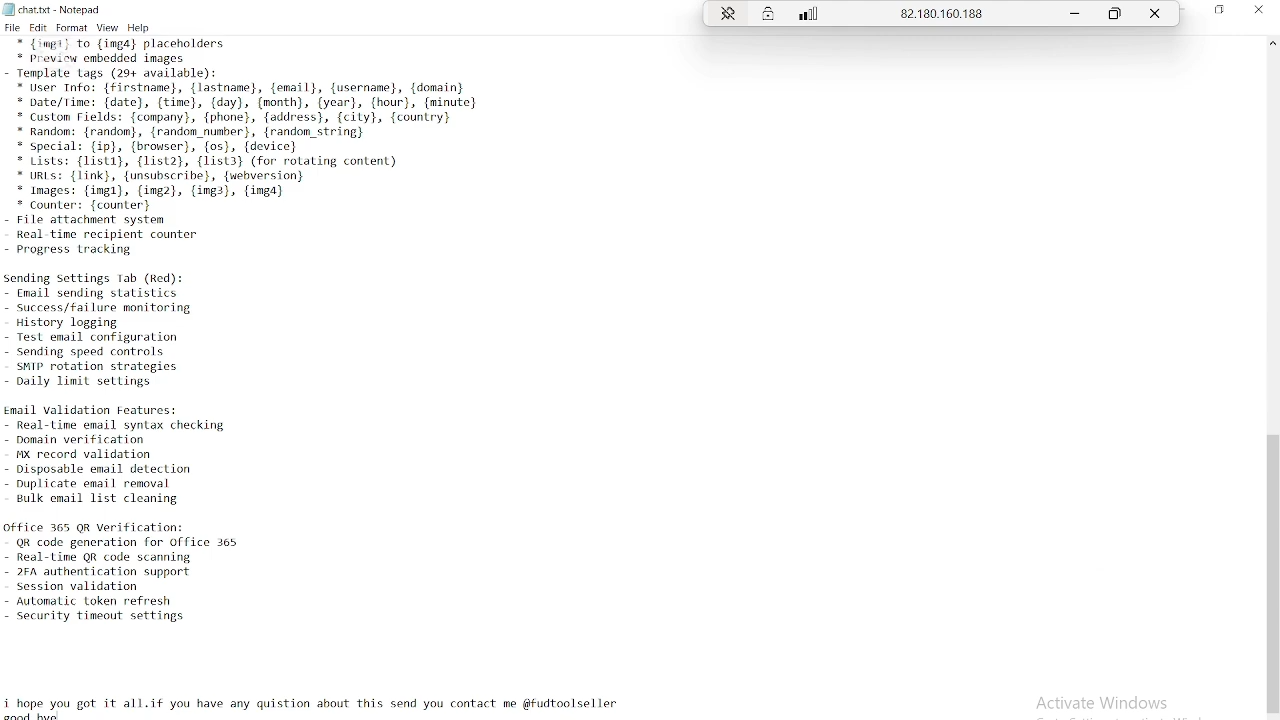 chat.txt - Notepad
82.180.160.188
File Edit Format View Help
* {img1} to {img4} placeholders
* Preview embedded images
- Template tags (29+ available):
* User Info: {firstname}, {lastname}, {email}, {username}, {domain}
* Date/Time: {date}, {time}, {day}, {month}, {year}, {hour}, {minute}
* Custom Fields: {company}, {phone}, {address}, {city}, {country}
* Random: {random}, {random_number}, {random_string}
* Special: {ip}, {browser}, {os}, {device}
* Lists: {list1}, {list2}, {list3} (for rotating content)
* URLs: {link}, {unsubscribe}, {webversion}
* Images: {img1}, {img2}, {img3}, {img4}
* Counter: {counter}
- File attachment system
- Real-time recipient counter
- Progress tracking
Sending Settings Tab (Red):
- Email sending statistics
- Success/failure monitoring
- History logging
- Test email configuration
- Sending speed controls
- SMTP rotation strategies
- Daily limit settings
Email Validation Features:
- Real-time email syntax checking
- Domain verification
- MX record validation
- Disposable email detection
- Duplicate email removal
- Bulk email list cleaning
Office 365 QR Verification:
- QR code generation for Office 365
- Real-time QR code scanning
- 2FA authentication support
- Session validation
- Automatic token refresh
- Security timeout settings
i hope you got it all.if you have any quistion about this send you contact me @fudtoolseller
good bye
Activate Windows